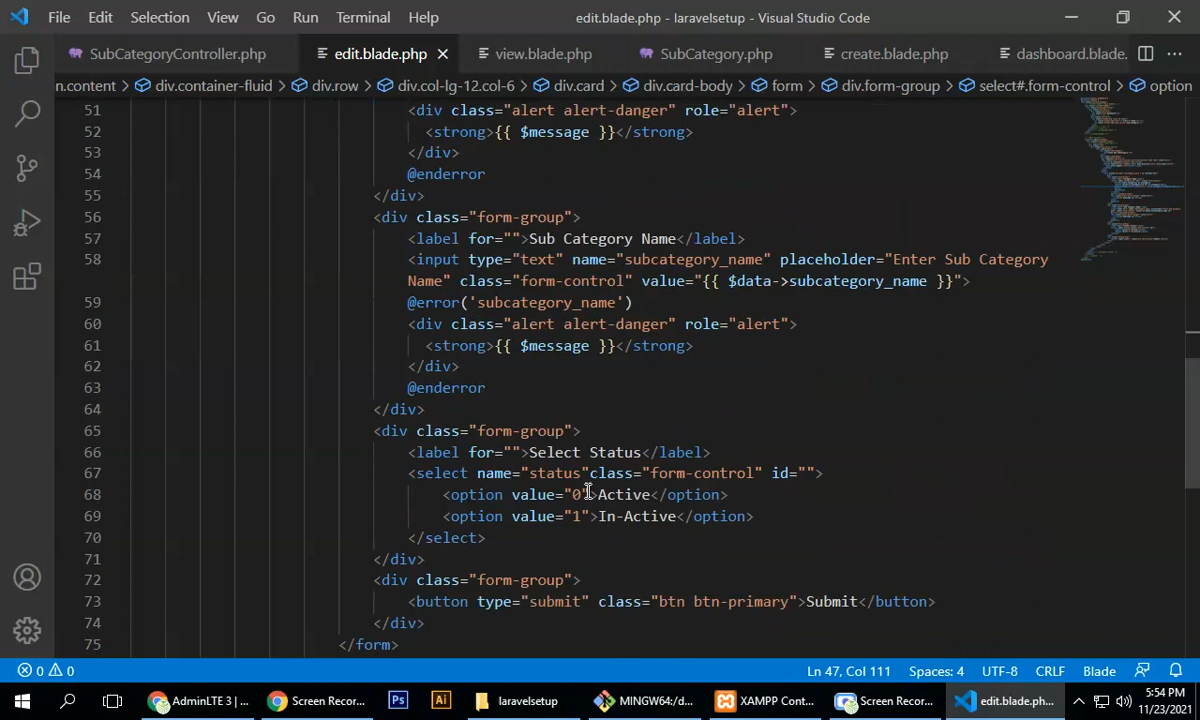 File Edit Selection View Go Run Terminal Help edit.blade.php - laravelsetup - Visual Studio Code
SubCategoryController.php edit.blade.php view.blade.php SubCategory.php create.blade.php dashboard.blade.
n.content > div.container-fluid > div.row > div.col-lg-12.col-6 > div.card > div.card-body > form > div.form-group > select#.form-control > option
51 <div class="alert alert-danger" role="alert">
52 <strong>{{ $message }}</strong>
53 </div>
54 @enderror
55 </div>
56 <div class="form-group">
57 <label for="">Sub Category Name</label>
58 <input type="text" name="subcategory_name" placeholder="Enter Sub Category
Name" class="form-control" value="{{ $data->subcategory_name }}">
59 @error('subcategory_name')
60 <div class="alert alert-danger" role="alert">
61 <strong>{{ $message }}</strong>
62 </div>
63 @enderror
64 </div>
65 <div class="form-group">
66 <label for="">Select Status</label>
67 <select name="status"class="form-control" id="">
68 <option value="0">Active</option>
69 <option value="1">In-Active</option>
70 </select>
71 </div>
72 <div class="form-group">
73 <button type="submit" class="btn btn-primary">Submit</button>
74 </div>
75 </form>
0 0 Ln 47, Col 111 Spaces: 4 UTF-8 CRLF Blade
AdminLTE 3 | ... Screen Recor... Ps Ai laravelsetup MINGW64:/d... XAMPP Cont... Screen Recor... edit.blade.ph... 5:54 PM
11/23/2021